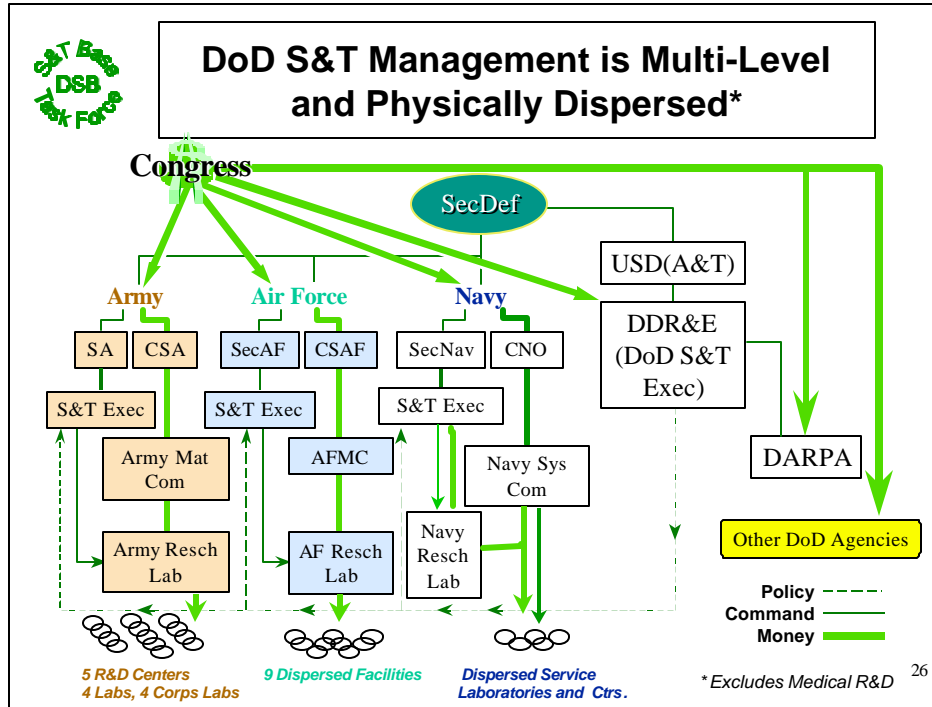 S&T Base
DSB
Task Force
DoD S&T Management is Multi-Level
and Physically Dispersed*
Congress
SecDef
USD(A&T)
Army
Air Force
Navy
DDR&E
(DoD S&T
Exec)
SA
CSA
SecAF
CSAF
SecNav
CNO
S&T Exec
S&T Exec
S&T Exec
Army Mat
Com
AFMC
Navy Sys
Com
DARPA
Army Resch
Lab
AF Resch
Lab
Navy
Resch
Lab
Other DoD Agencies
Policy
Command
Money
5 R&D Centers
4 Labs, 4 Corps Labs
9 Dispersed Facilities
Dispersed Service
Laboratories and Ctrs.
*Excludes Medical R&D
26